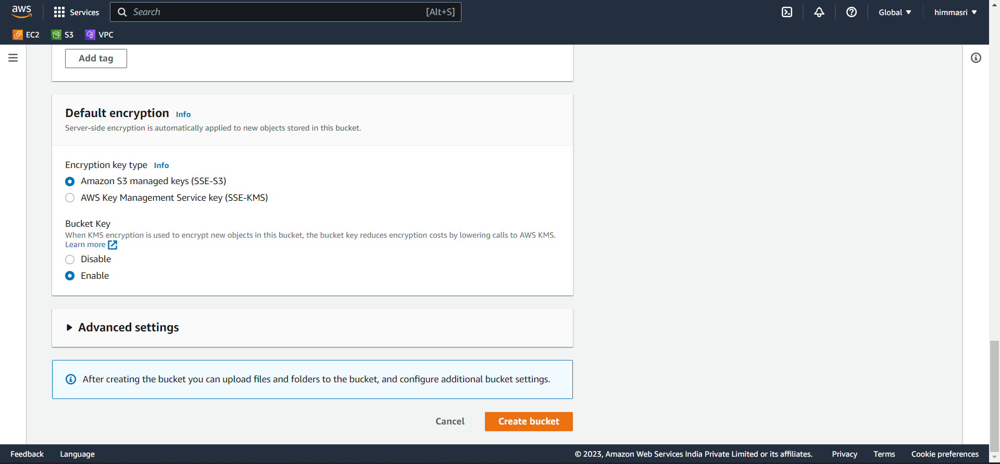 aws
Services
Search
[Alt+S]
Global
himmasri
EC2
S3
VPC
Add tag
Default encryption Info
Server-side encryption is automatically applied to new objects stored in this bucket.
Encryption key type Info
Amazon S3 managed keys (SSE-S3)
AWS Key Management Service key (SSE-KMS)
Bucket Key
When KMS encryption is used to encrypt new objects in this bucket, the bucket key reduces encryption costs by lowering calls to AWS KMS.
Learn more
Disable
Enable
Advanced settings
After creating the bucket you can upload files and folders to the bucket, and configure additional bucket settings.
Cancel
Create bucket
Feedback
Language
© 2023, Amazon Web Services India Private Limited or its affiliates.
Privacy
Terms
Cookie preferences